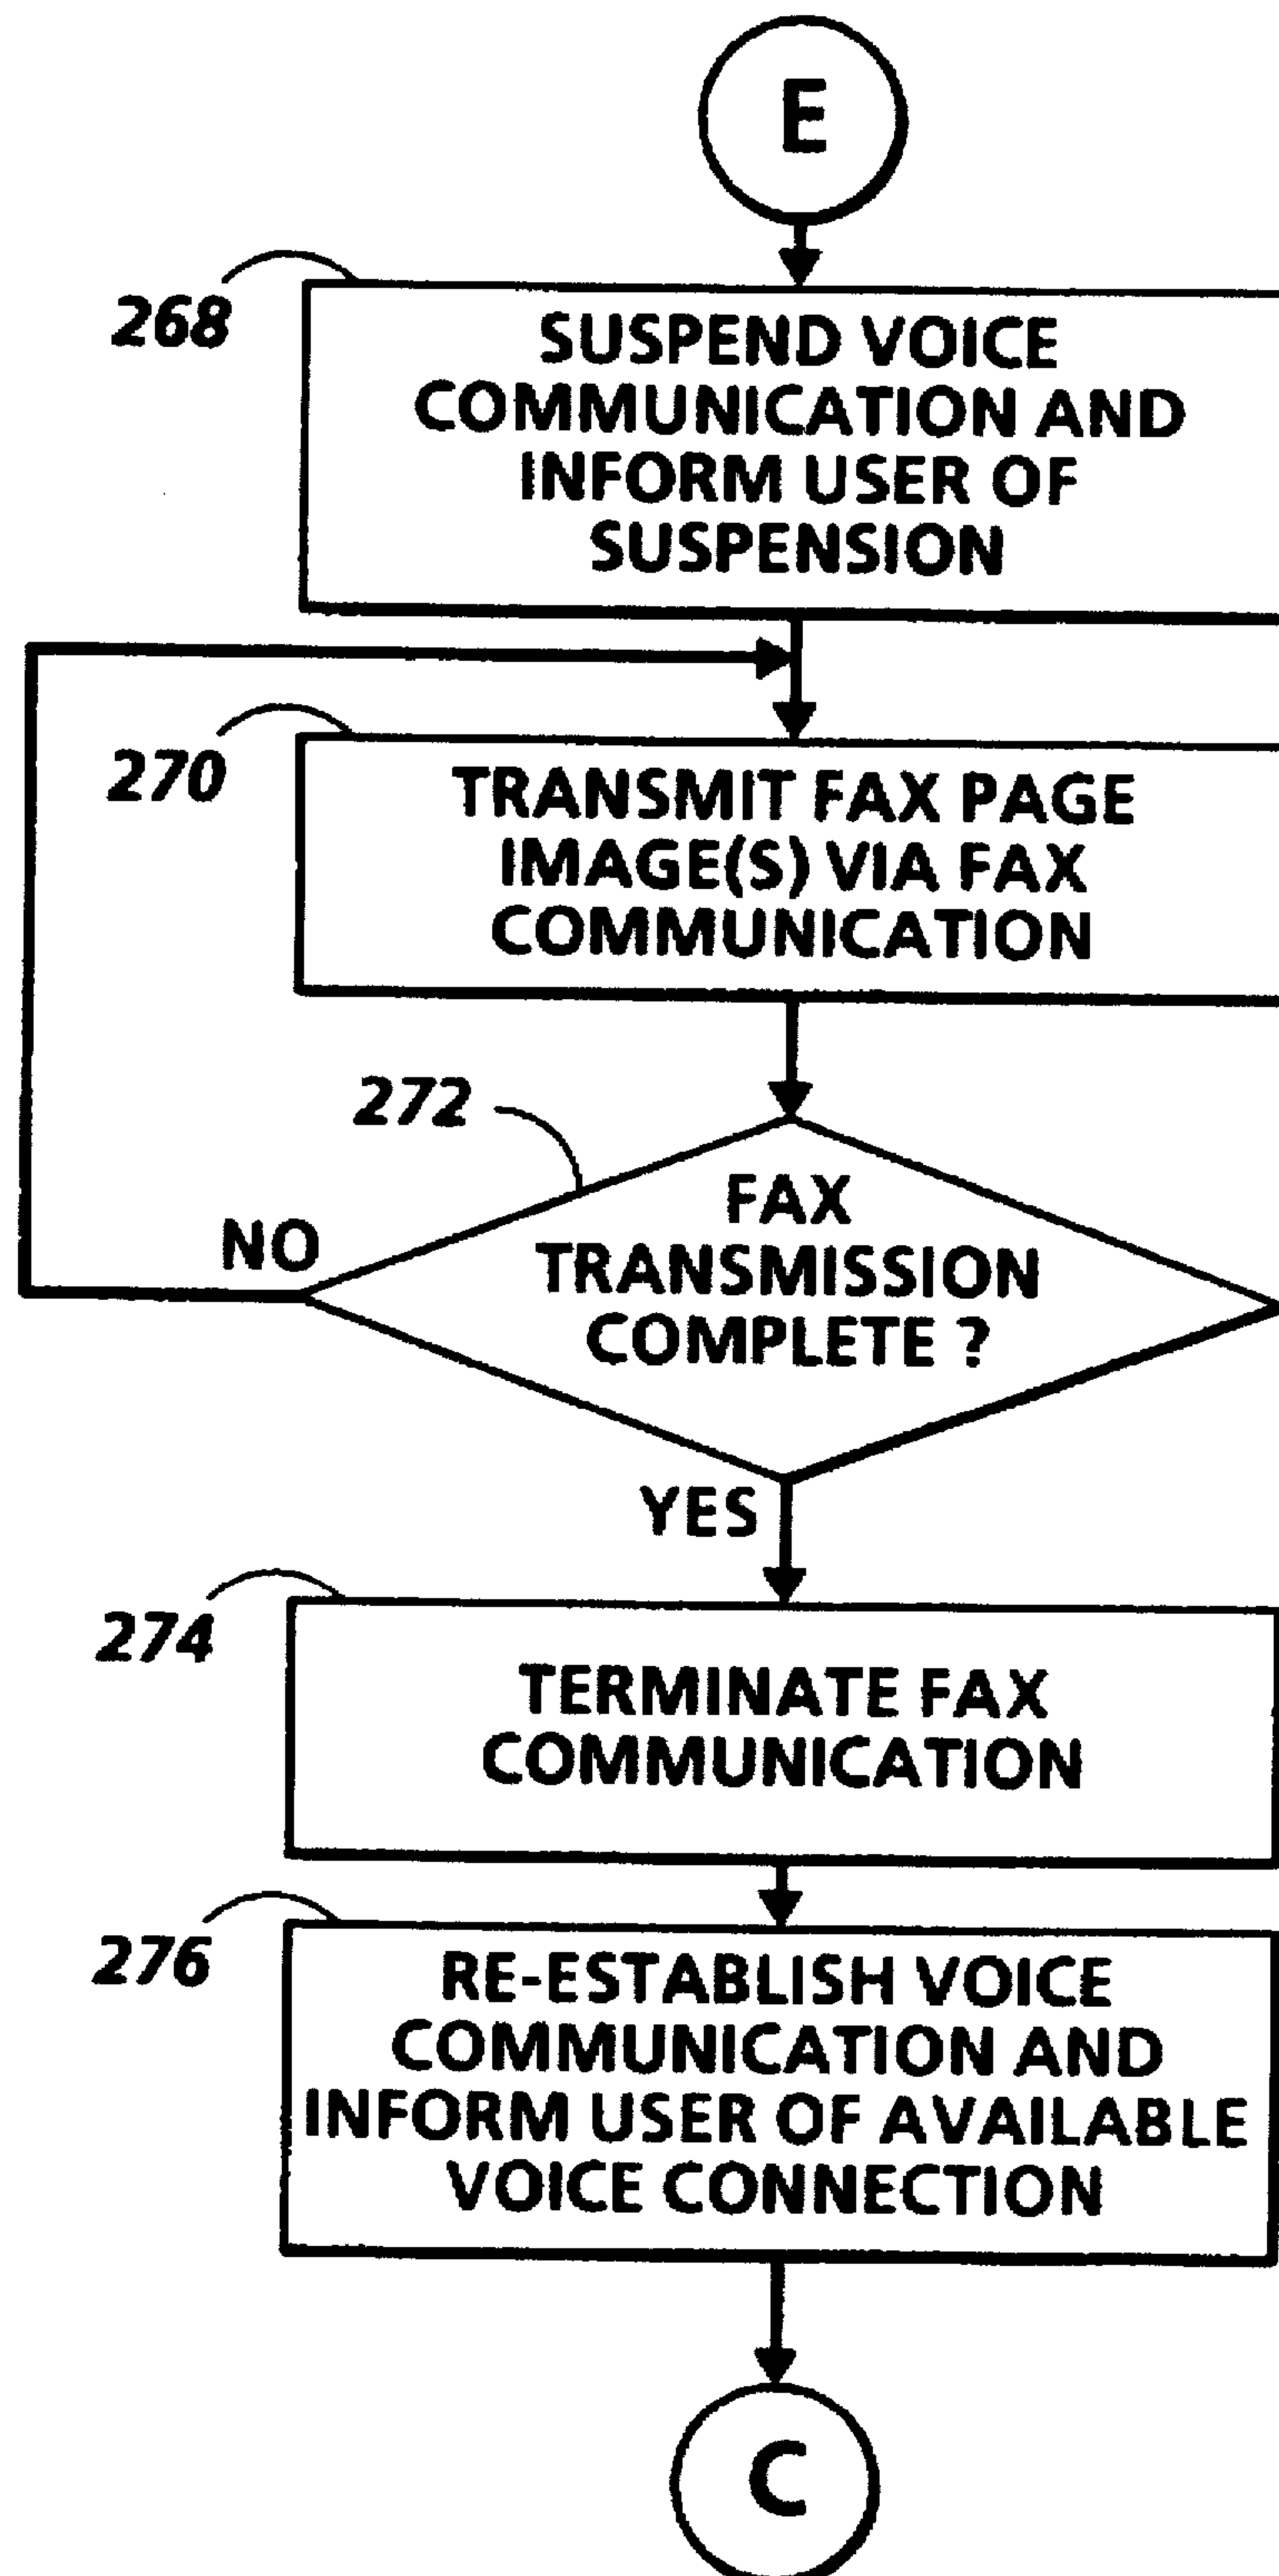 E
268
SUSPEND VOICE
COMMUNICATION AND
INFORM USER OF
SUSPENSION
270
TRANSMIT FAX PAGE
IMAGE(S) VIA FAX
COMMUNICATION
272
FAX
TRANSMISSION
COMPLETE ?
NO
YES
274
TERMINATE FAX
COMMUNICATION
276
RE-ESTABLISH VOICE
COMMUNICATION AND
INFORM USER OF AVAILABLE
VOICE CONNECTION
C